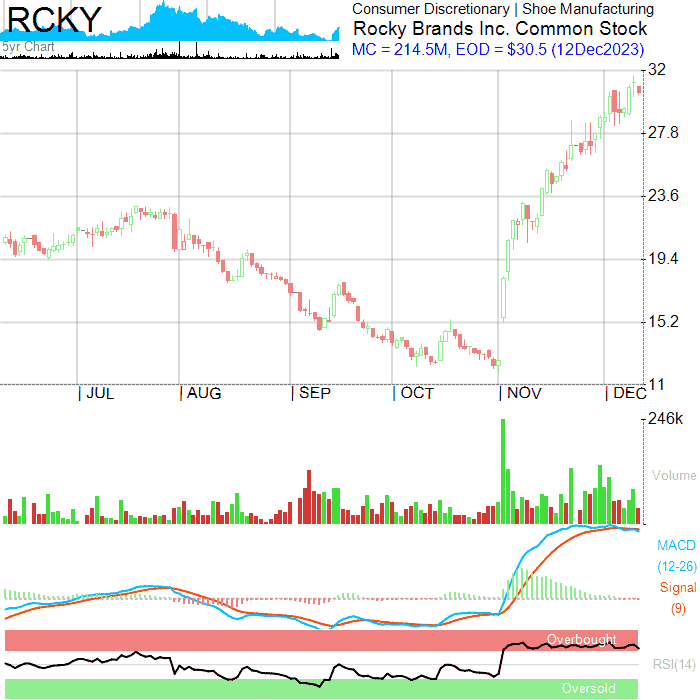 RCKY
5yr Chart
Consumer Discretionary | Shoe Manufacturing
Rocky Brands Inc. Common Stock
MC = 214.5M, EOD = $30.5 (12Dec2023)
32
27.8
23.6
19.4
15.2
11
| JUL | AUG | SEP | OCT | NOV | DEC
246k
Volume
MACD
(12-26)
Signal
(9)
Overbought
RSI(14)
Oversold